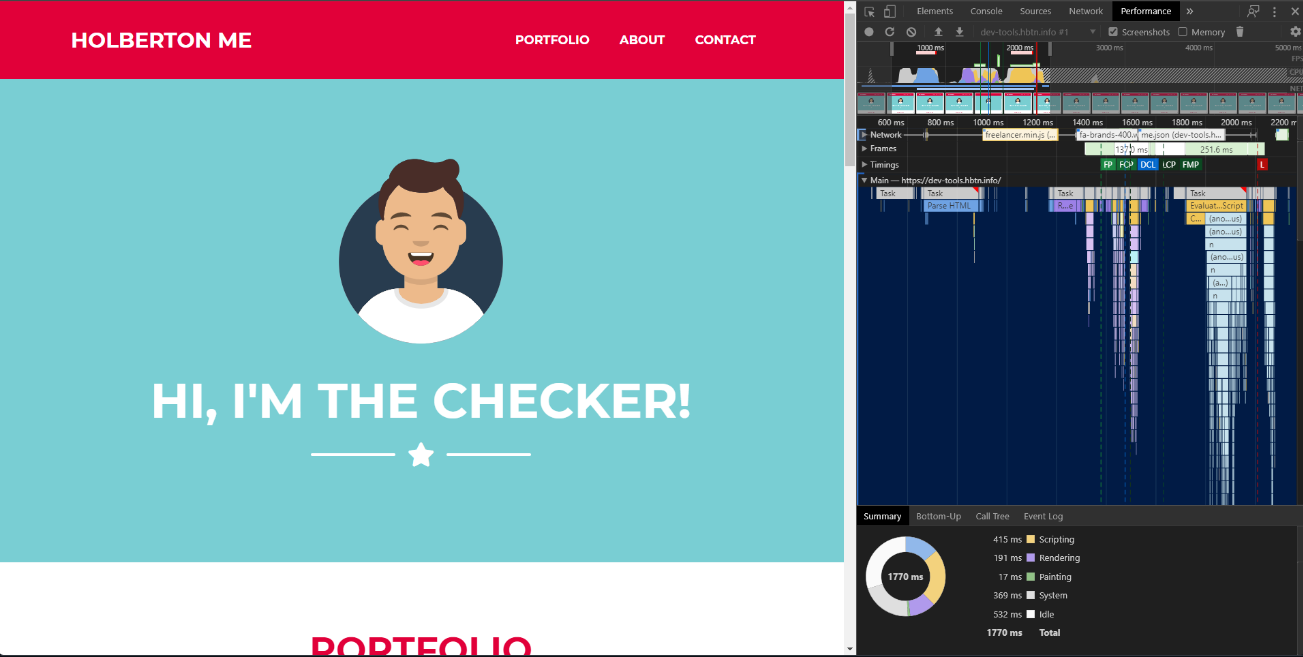 HOLBERTON ME
PORTFOLIO ABOUT CONTACT
HI, I'M THE CHECKER!
PORTFOLIO
Elements Console Sources Network Performance »
dev-tools.hbtn.info #1 Screenshots Memory
1000 ms 2000 ms 3000 ms 4000 ms 5000 ms
FPS
CPU
NET
600 ms 800 ms 1000 ms 1200 ms 1400 ms 1600 ms 1800 ms 2000 ms 2200 m
Network freelancer.min.js (... fa-brands-400.w me.json (dev-tools.h...
Frames 251.6 ms
Timings FP FCP DCL LCP FMP L
Main — https://dev-tools.hbtn.info/
Task Task Task Task
Parse HTML R...e Evaluat...Script
C... (ano...us)
(ano...us)
n
(ano...us)
n
(a...)
n
Summary Bottom-Up Call Tree Event Log
1770 ms
415 ms Scripting
191 ms Rendering
17 ms Painting
369 ms System
532 ms Idle
1770 ms Total